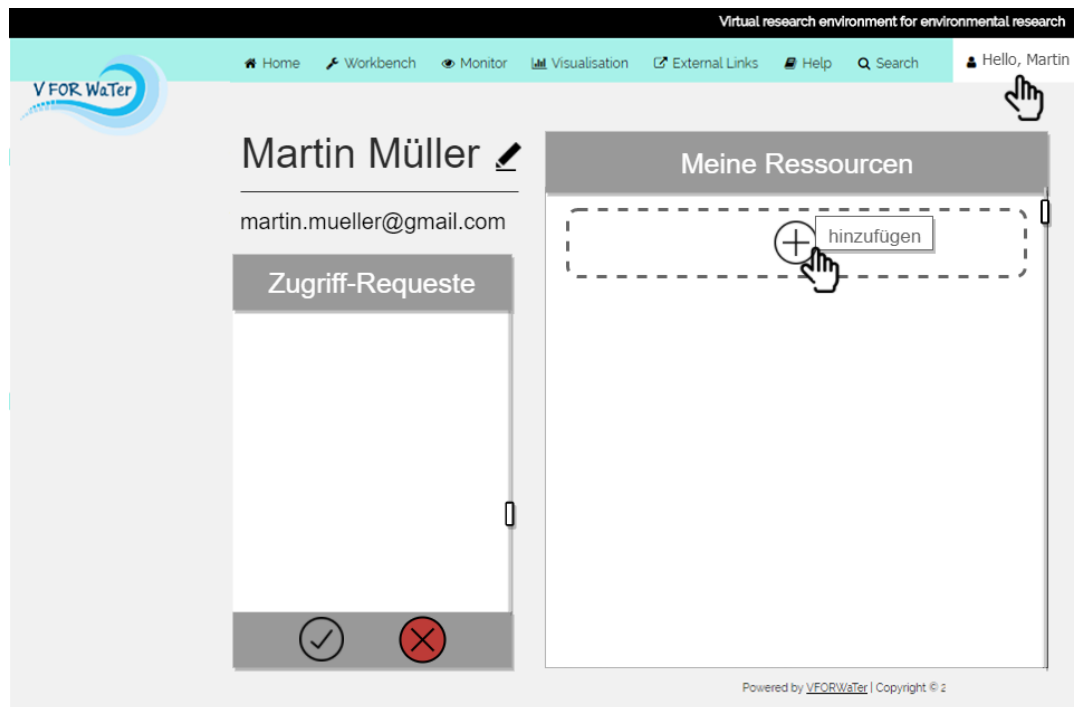 Virtual research environment for environmental research
Home Workbench Monitor Visualisation External Links Help Search Hello, Martin
V FOR WaTer
Martin Müller
martin.mueller@gmail.com
Zugriff-Requeste
Meine Ressourcen
hinzufügen
Powered by VFORWaTer | Copyright ©